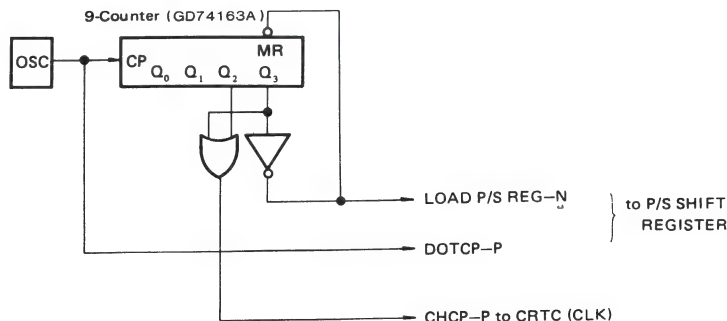 9-Counter (GD74163A)
OSC
CP
MR
Q₀ Q₁ Q₂ Q₃
LOAD P/S REG–N
to P/S SHIFT
REGISTER
DOTCP–P
CHCP–P to CRTC (CLK)